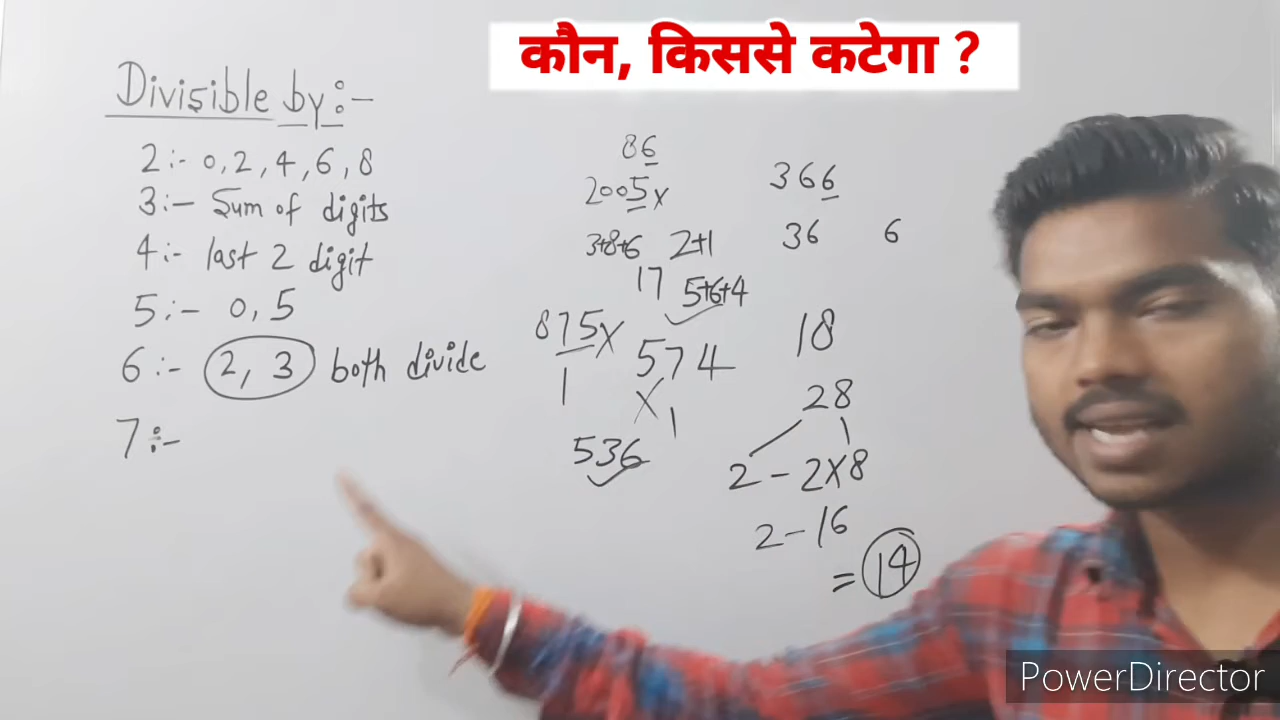 कौन, किससे कटेगा ?
Divisible by:-
2:- 0, 2, 4, 6, 8
3:- Sum of digits
4:- last 2 digit
5:- 0, 5
6:- 2, 3 both divide
7:-
86
2005x
3+8+6 2+1
17 5+6+4
875x
1
574
x 1
536
366
36 6
18
28
2-2x8
2-16
=14
PowerDirector